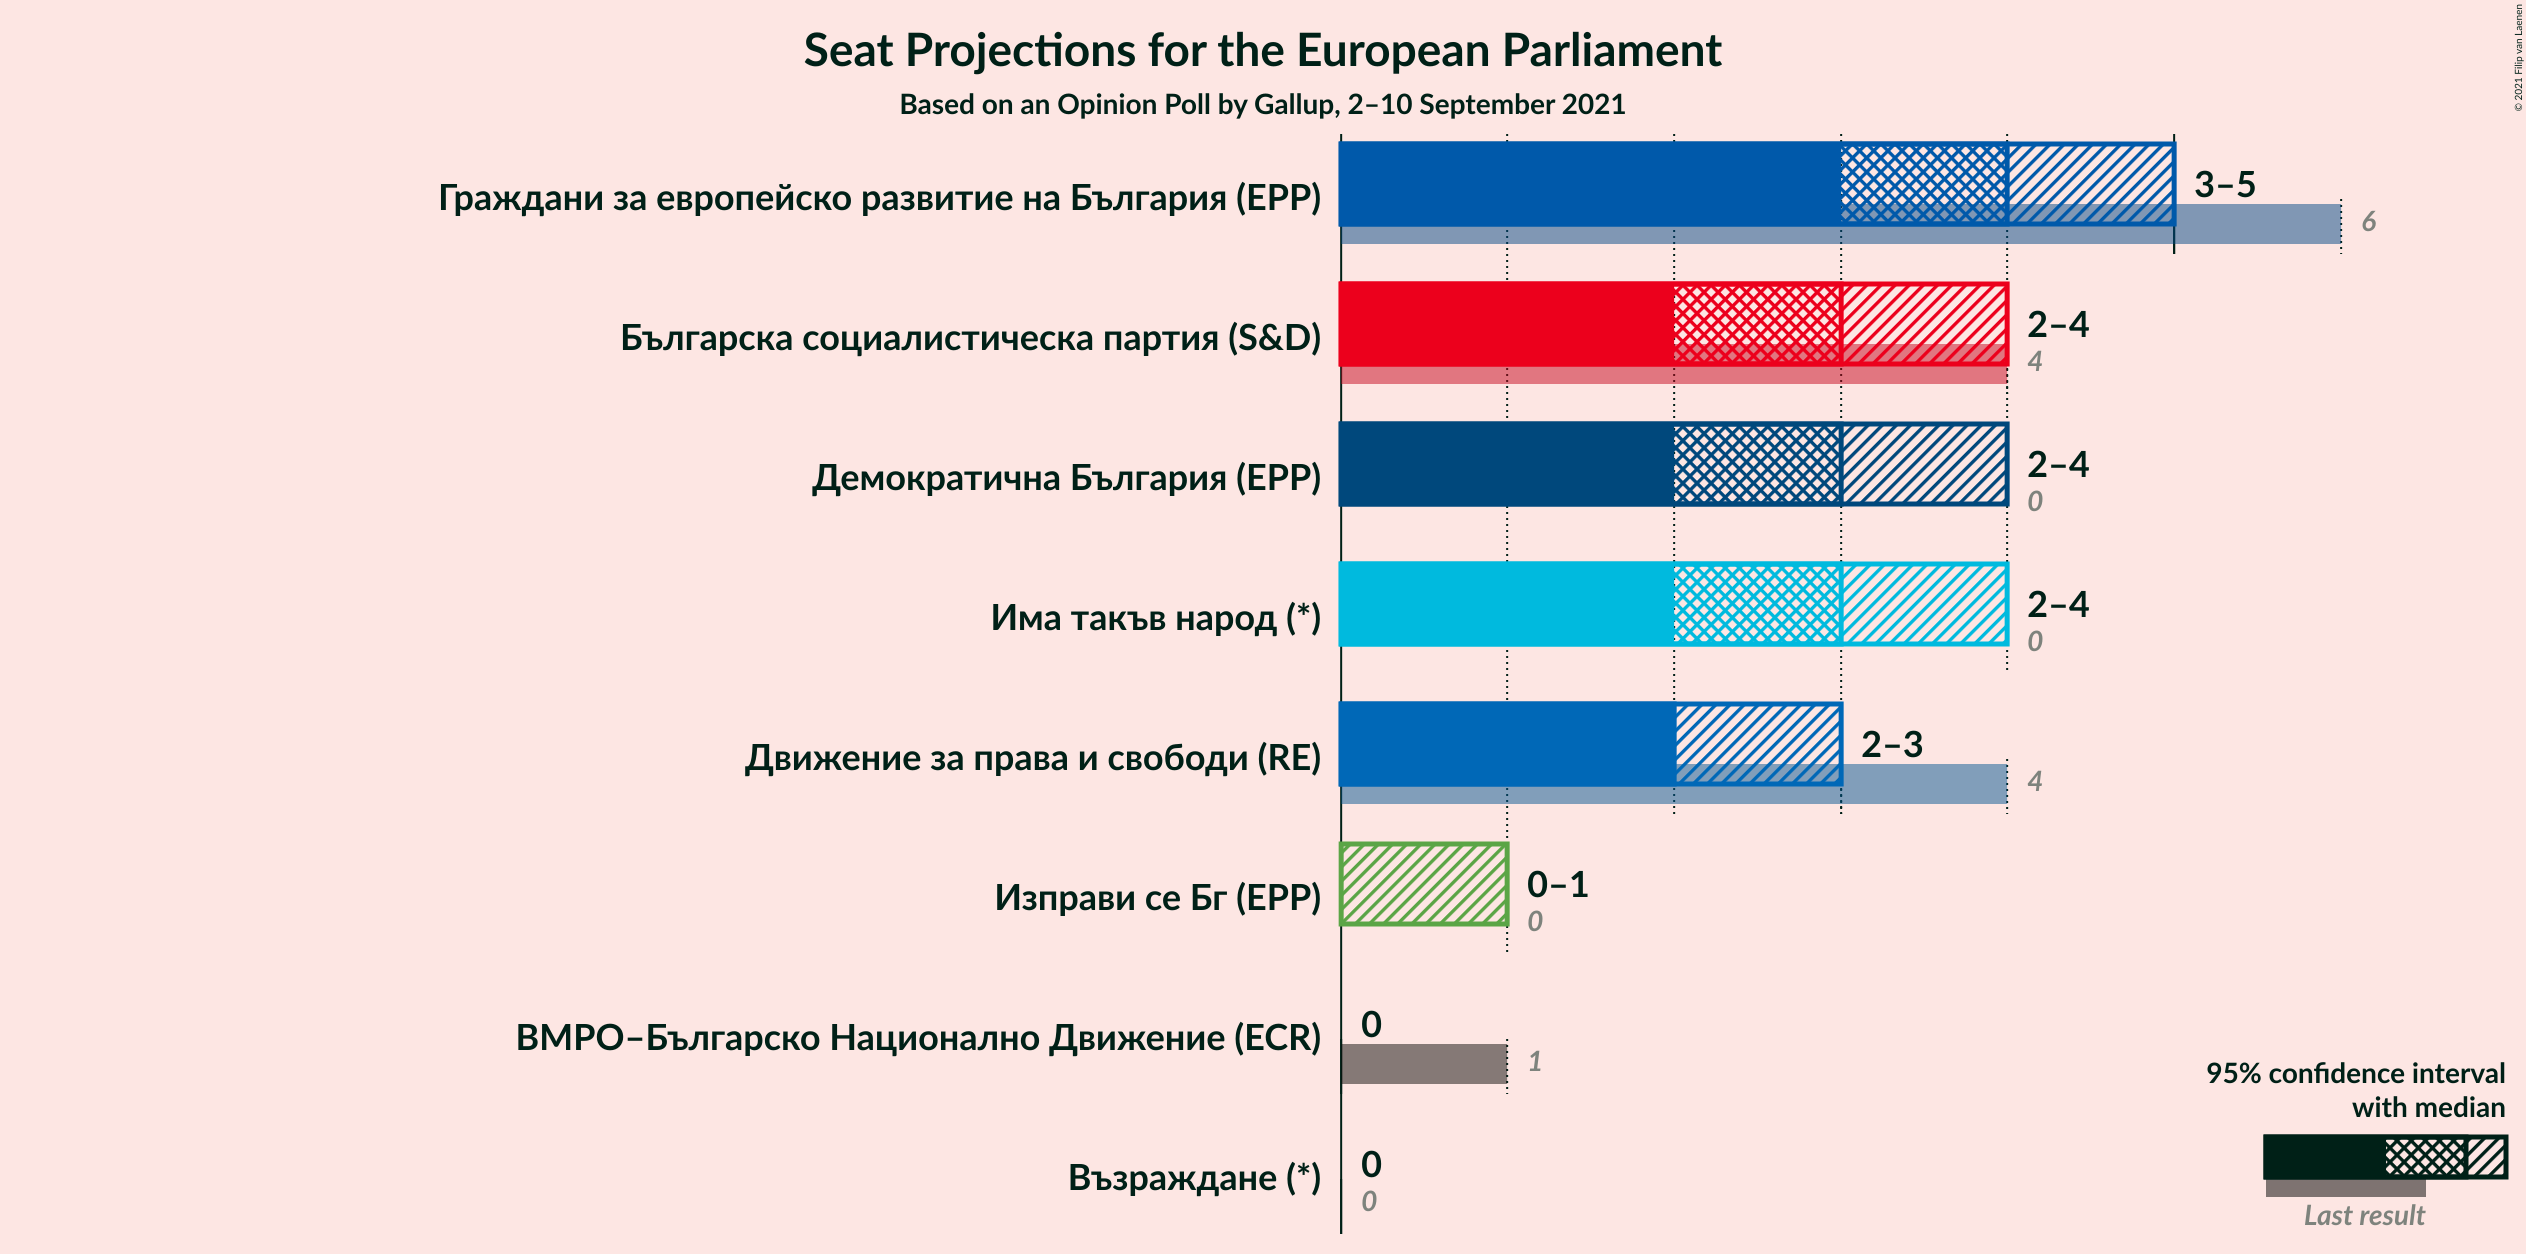 Seat Projections for the European Parliament
Based on an Opinion Poll by Gallup, 2–10 September 2021
© 2021 Filip van Laenen
Граждани за европейско развитие на България (EPP)
3–5
6
Българска социалистическа партия (S&D)
2–4
4
Демократична България (EPP)
2–4
0
Има такъв народ (*)
2–4
0
Движение за права и свободи (RE)
2–3
4
Изправи се Бг (EPP)
0–1
0
ВМРО–Българско Национално Движение (ECR)
0
1
Възраждане (*)
0
0
95% confidence interval
with median
Last result